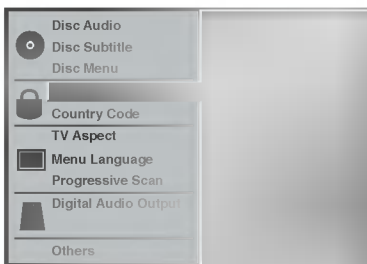 Disc Audio
Disc Subtitle
Disc Menu
Country Code
TV Aspect
Menu Language
Progressive Scan
Digital Audio Output
Others